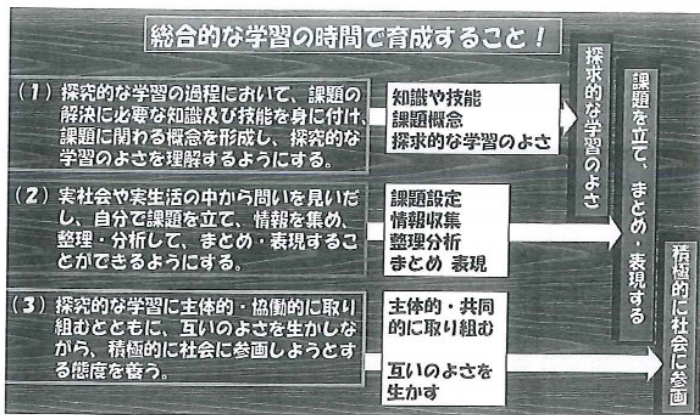 総合的な学習の時間で育成すること！
(1) 探究的な学習の過程において、課題の
解決に必要な知識及び技能を身に付け、
課題に関わる概念を形成し、探究的な
学習のよさを理解するようにする。
知識や技能
課題概念
探求的な学習のよさ
探求的な学習のよさ
(2) 実社会や実生活の中から問いを見いだ
し、自分で課題を立て、情報を集め、
整理・分析して、まとめ・表現するこ
とができるようにする。
課題設定
情報収集
整理分析
まとめ 表現
課題を立て、まとめ・表現する
(3) 探究的な学習に主体的・協働的に取り
組むとともに、互いのよさを生かしな
がら、積極的に社会に参画しようとす
る態度を養う。
主体的・共同
的に取り組む
互いのよさを
生かす
積極的に社会に参画